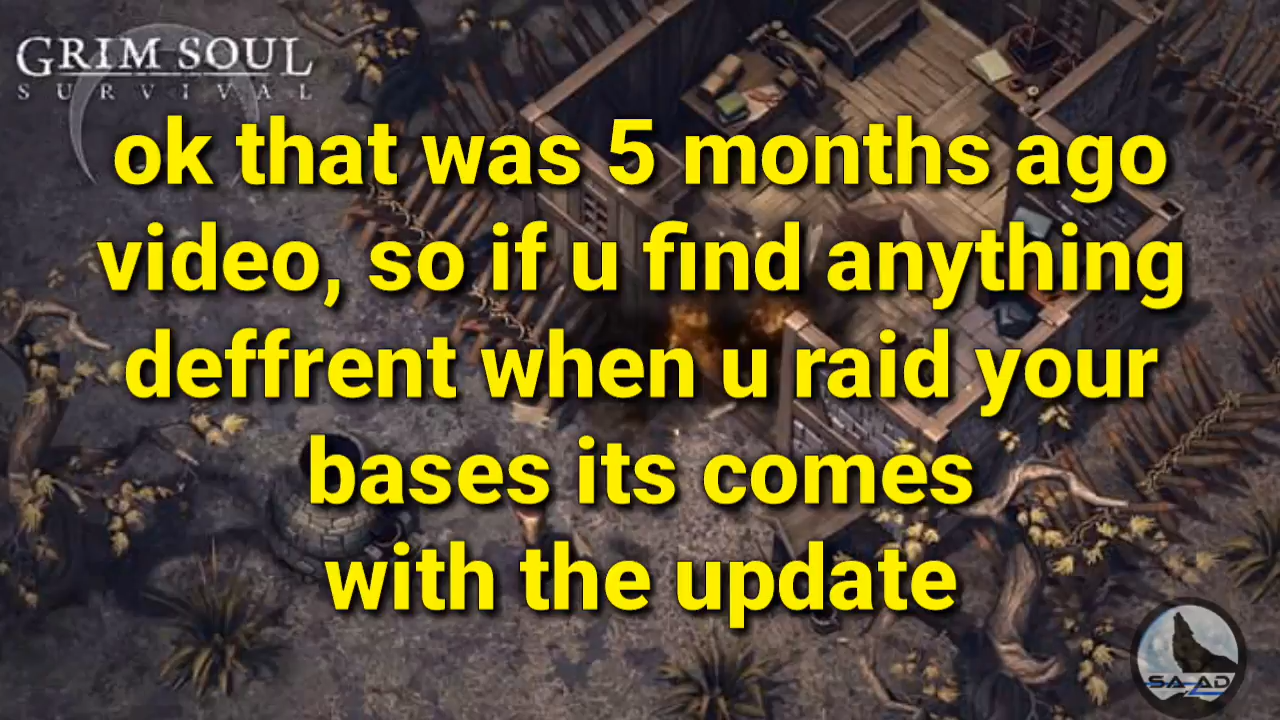 GRIM SOUL
SURVIVAL
ok that was 5 months ago
video, so if u find anything
deffrent when u raid your
bases its comes
with the update
SA-AD